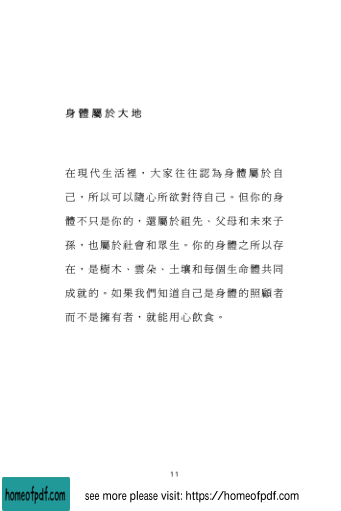 身體屬於大地
在現代生活裡，大家往往認為身體屬於自
己，所以可以隨心所欲對待自己。但你的身
體不只是你的，還屬於祖先、父母和未來子
孫，也屬於社會和眾生。你的身體之所以存
在，是樹木、雲朵、土壤和每個生命體共同
成就的。如果我們知道自己是身體的照顧者
而不是擁有者，就能用心飲食。
11
homeofpdf.com
see more please visit: https://homeofpdf.com